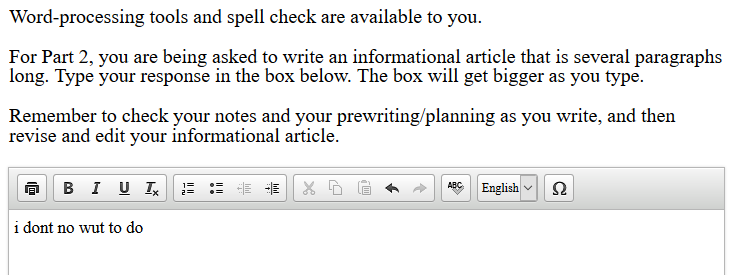 Word-processing tools and spell check are available to you.
For Part 2, you are being asked to write an informational article that is several paragraphs
long. Type your response in the box below. The box will get bigger as you type.
Remember to check your notes and your prewriting/planning as you write, and then
revise and edit your informational article.
B I U Tx ABC English Ω
i dont no wut to do